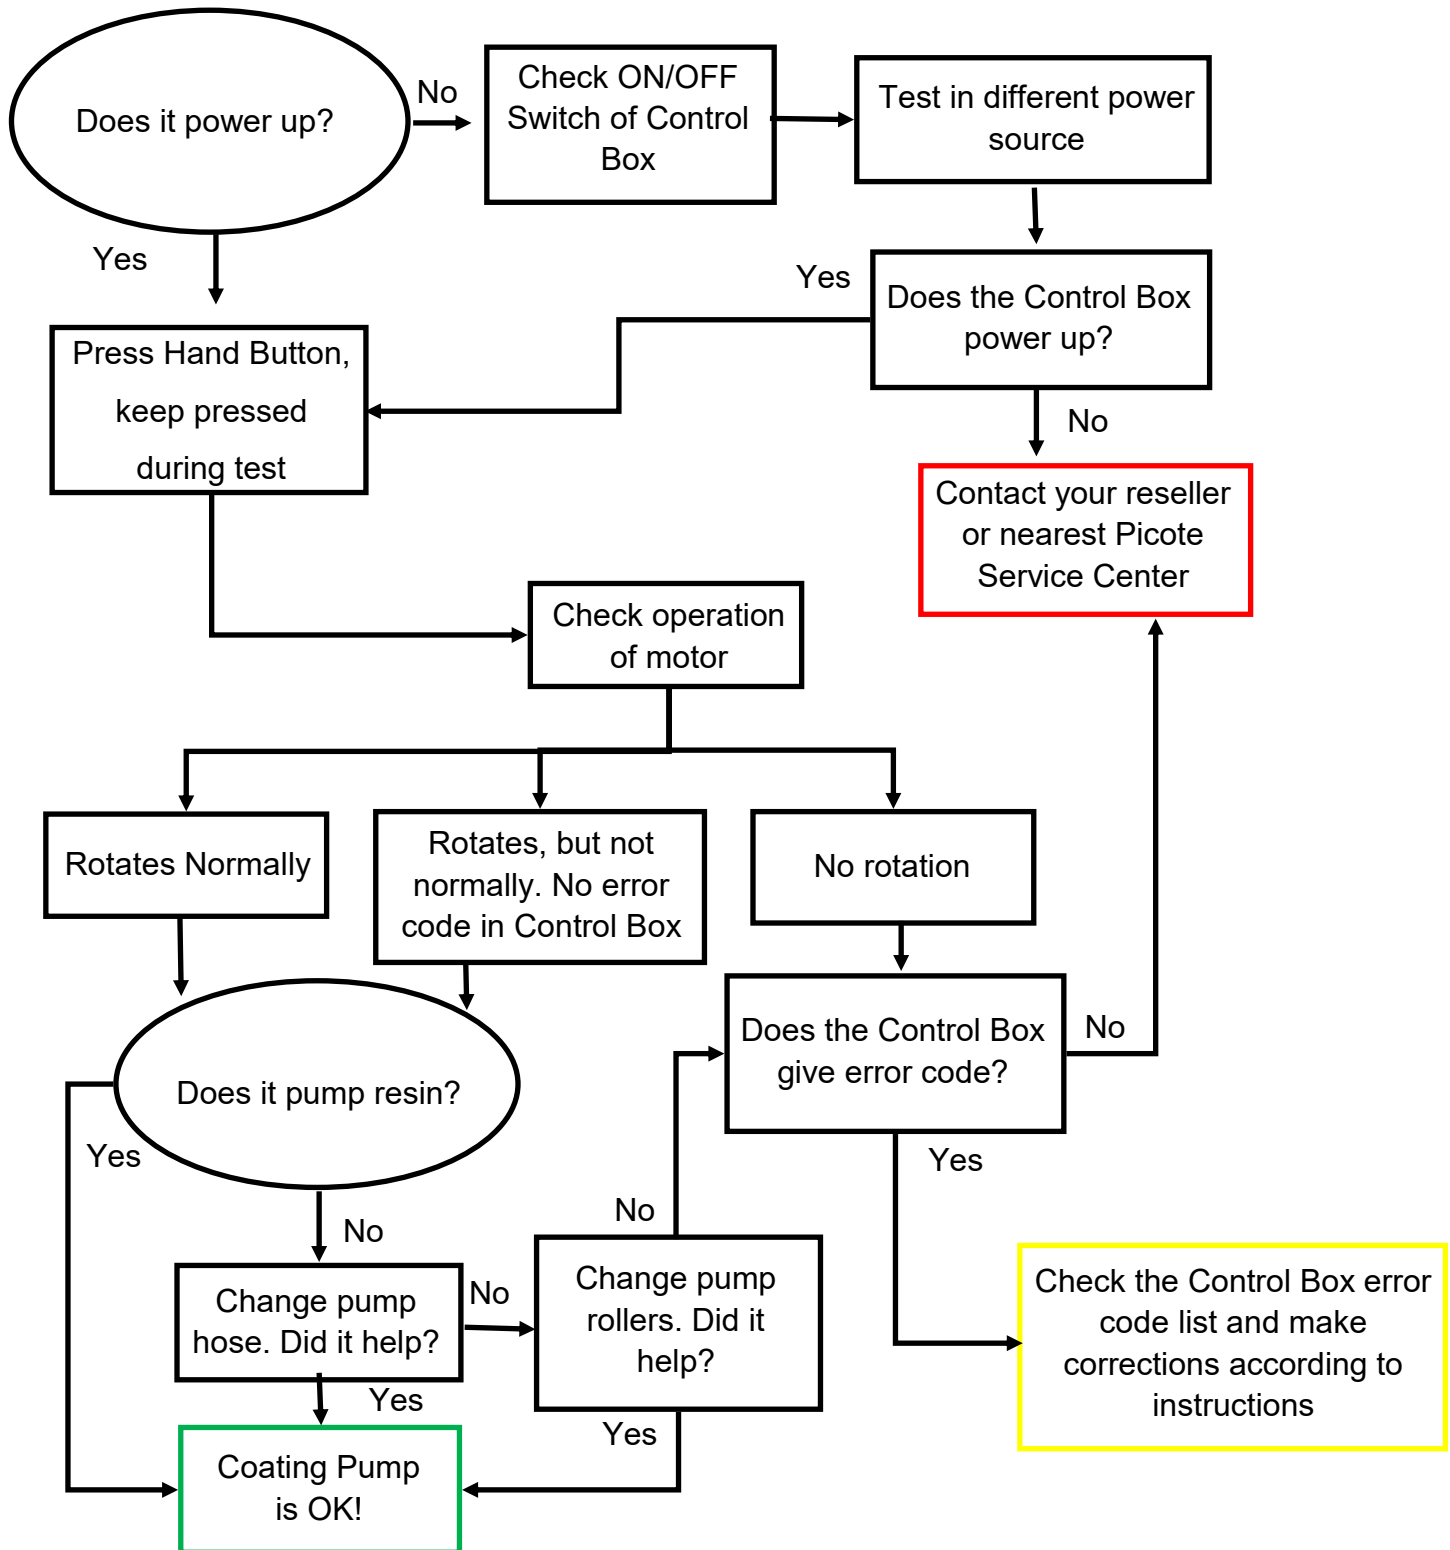 Does it power up?
No
Check ON/OFF
Switch of Control
Box
Test in different power
source
Yes
Yes
Does the Control Box
power up?
Press Hand Button,
keep pressed
during test
No
Contact your reseller
or nearest Picote
Service Center
Check operation
of motor
Rotates Normally
Rotates, but not
normally. No error
code in Control Box
No rotation
Does it pump resin?
Does the Control Box
give error code?
No
Yes
Yes
No
No
Change pump
hose. Did it help?
No
Change pump
rollers. Did it
help?
Check the Control Box error
code list and make
corrections according to
instructions
Yes
Yes
Coating Pump
is OK!